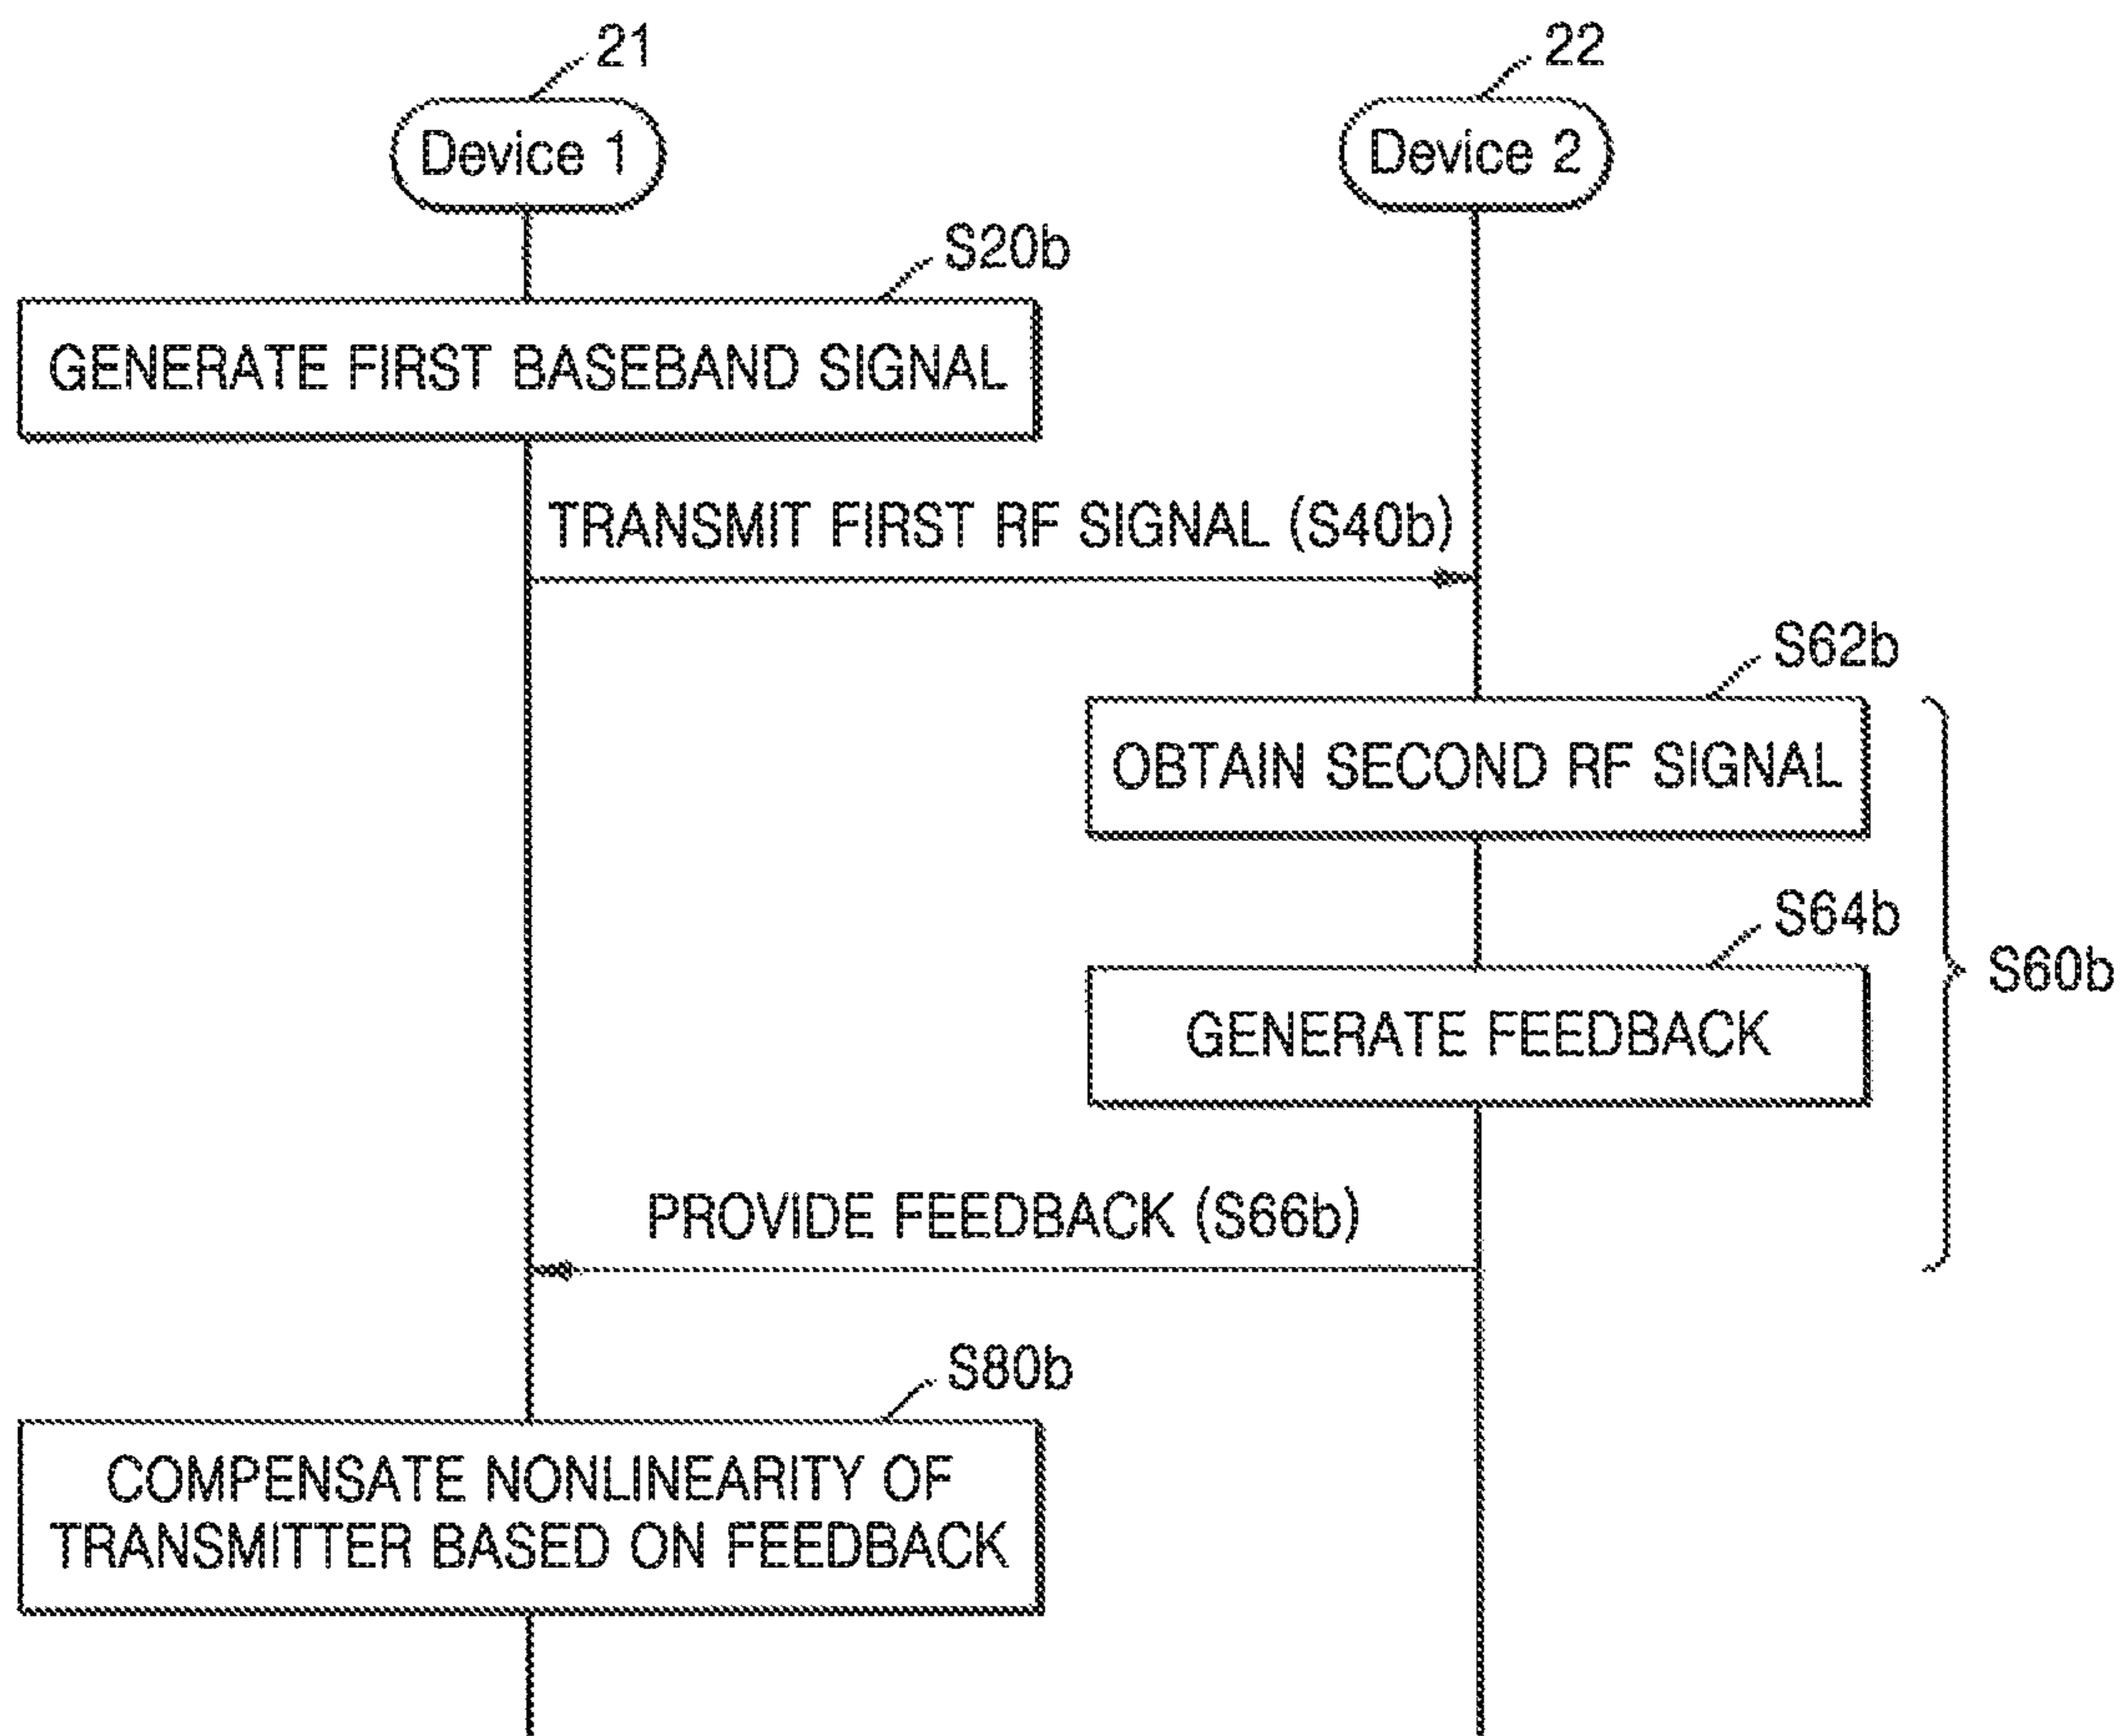 21
22
Device 1
Device 2
S20b
GENERATE FIRST BASEBAND SIGNAL
TRANSMIT FIRST RF SIGNAL (S40b)
S62b
OBTAIN SECOND RF SIGNAL
S64b
S60b
GENERATE FEEDBACK
PROVIDE FEEDBACK (S66b)
S80b
COMPENSATE NONLINEARITY OF
TRANSMITTER BASED ON FEEDBACK